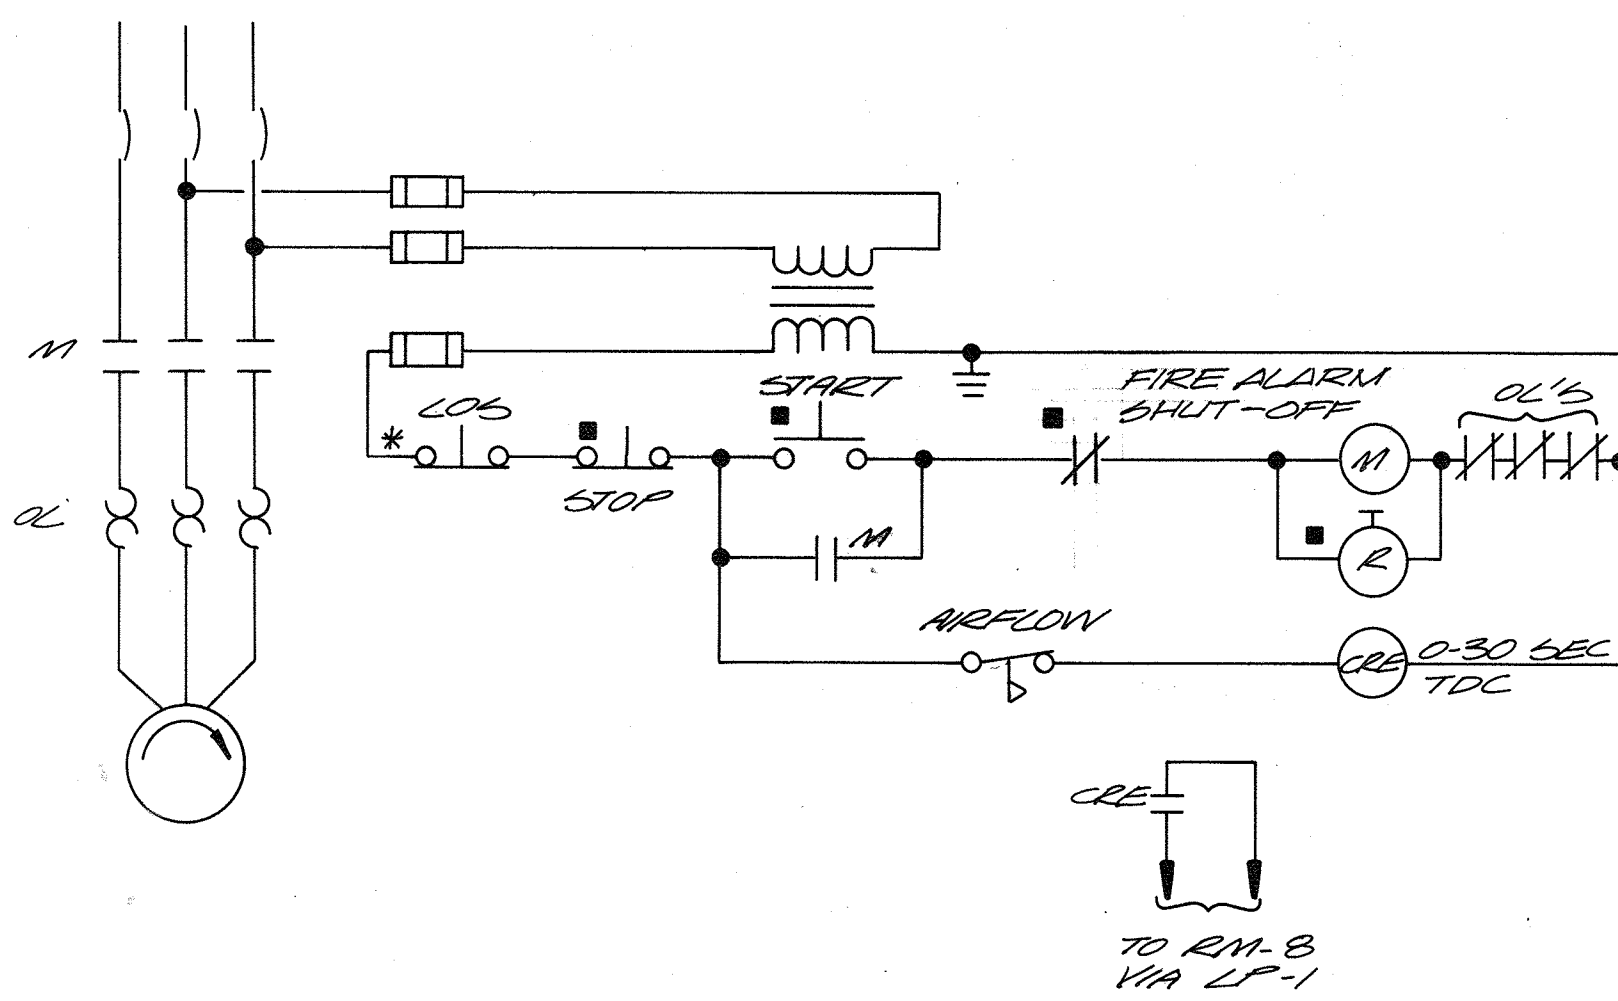 M
LOS
START
FIRE ALARM
SHUT-OFF
OL'S
*
M
STOP
OL
M
R
AIRFLOW
CRE
0-30 SEC
TDC
CRE
TO RM-8
VIA LP-1